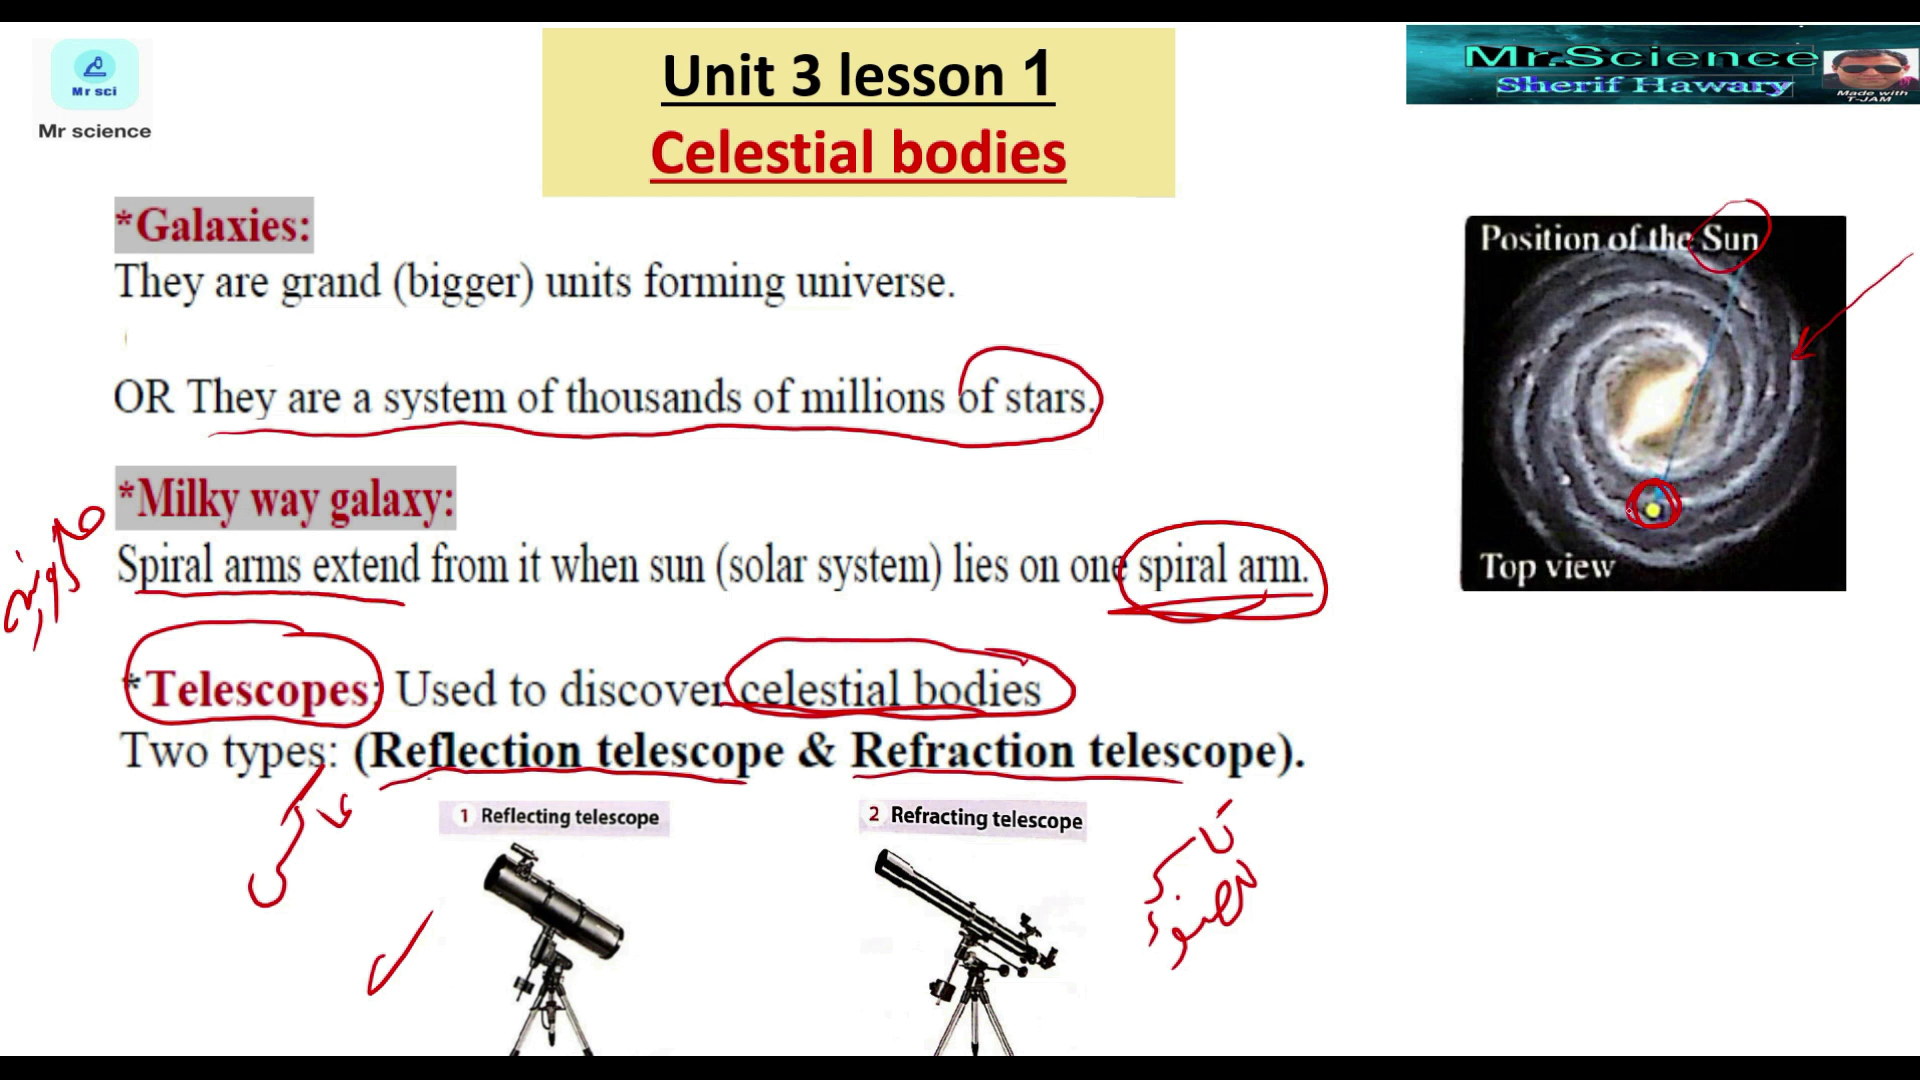 Mr sci
Mr science
Unit 3 lesson 1
Celestial bodies
Mr.Science
Sherif Hawary
Made with
T-JAM
*Galaxies:
They are grand (bigger) units forming universe.
OR They are a system of thousands of millions of stars.
*Milky way galaxy:
Spiral arms extend from it when sun (solar system) lies on one spiral arm.
*Telescopes: Used to discover celestial bodies
Two types: (Reflection telescope & Refraction telescope).
1 Reflecting telescope
2 Refracting telescope
Position of the Sun
Top view